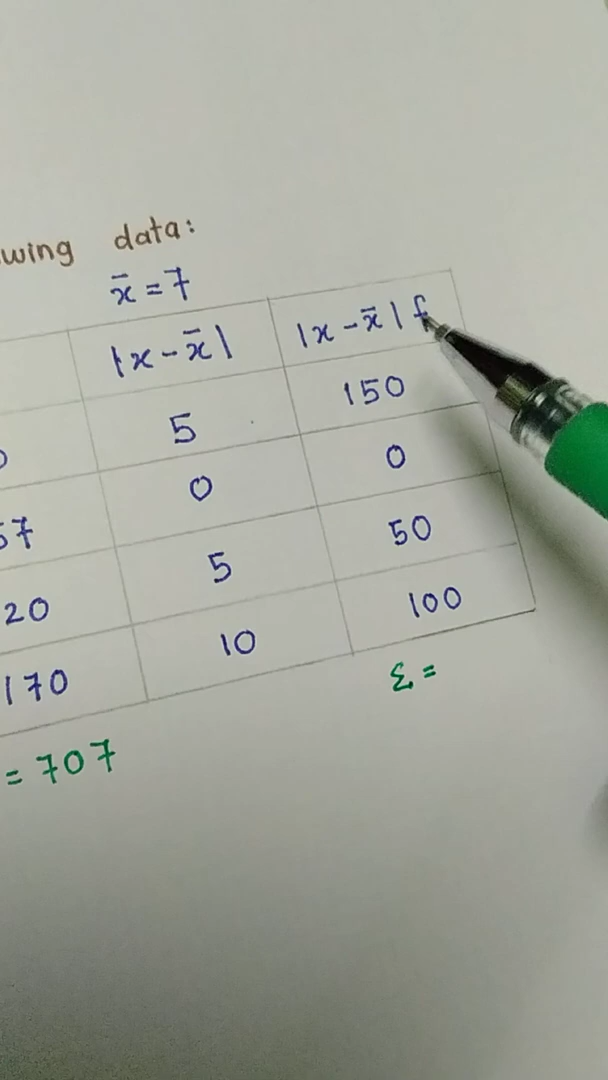 wing data:
x̄ = 7
|x - x̄| |x - x̄| f
5 150
57 0 0
20 5 50
170 10 100
Σ =
= 707